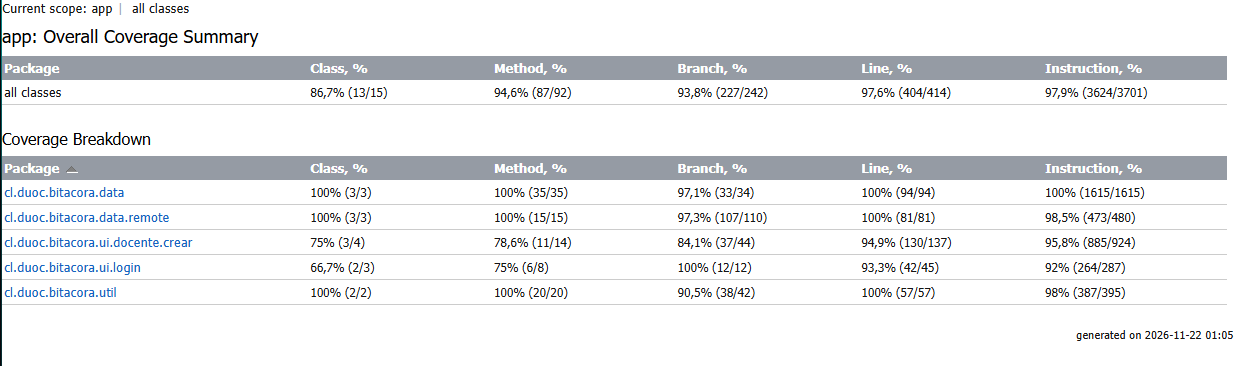 Current scope: app | all classes
app: Overall Coverage Summary
Package Class, % Method, % Branch, % Line, % Instruction, %
all classes 86,7% (13/15) 94,6% (87/92) 93,8% (227/242) 97,6% (404/414) 97,9% (3624/3701)
Coverage Breakdown
Package Class, % Method, % Branch, % Line, % Instruction, %
cl.duoc.bitacora.data 100% (3/3) 100% (35/35) 97,1% (33/34) 100% (94/94) 100% (1615/1615)
cl.duoc.bitacora.data.remote 100% (3/3) 100% (15/15) 97,3% (107/110) 100% (81/81) 98,5% (473/480)
cl.duoc.bitacora.ui.docente.crear 75% (3/4) 78,6% (11/14) 84,1% (37/44) 94,9% (130/137) 95,8% (885/924)
cl.duoc.bitacora.ui.login 66,7% (2/3) 75% (6/8) 100% (12/12) 93,3% (42/45) 92% (264/287)
cl.duoc.bitacora.util 100% (2/2) 100% (20/20) 90,5% (38/42) 100% (57/57) 98% (387/395)
generated on 2026-11-22 01:05